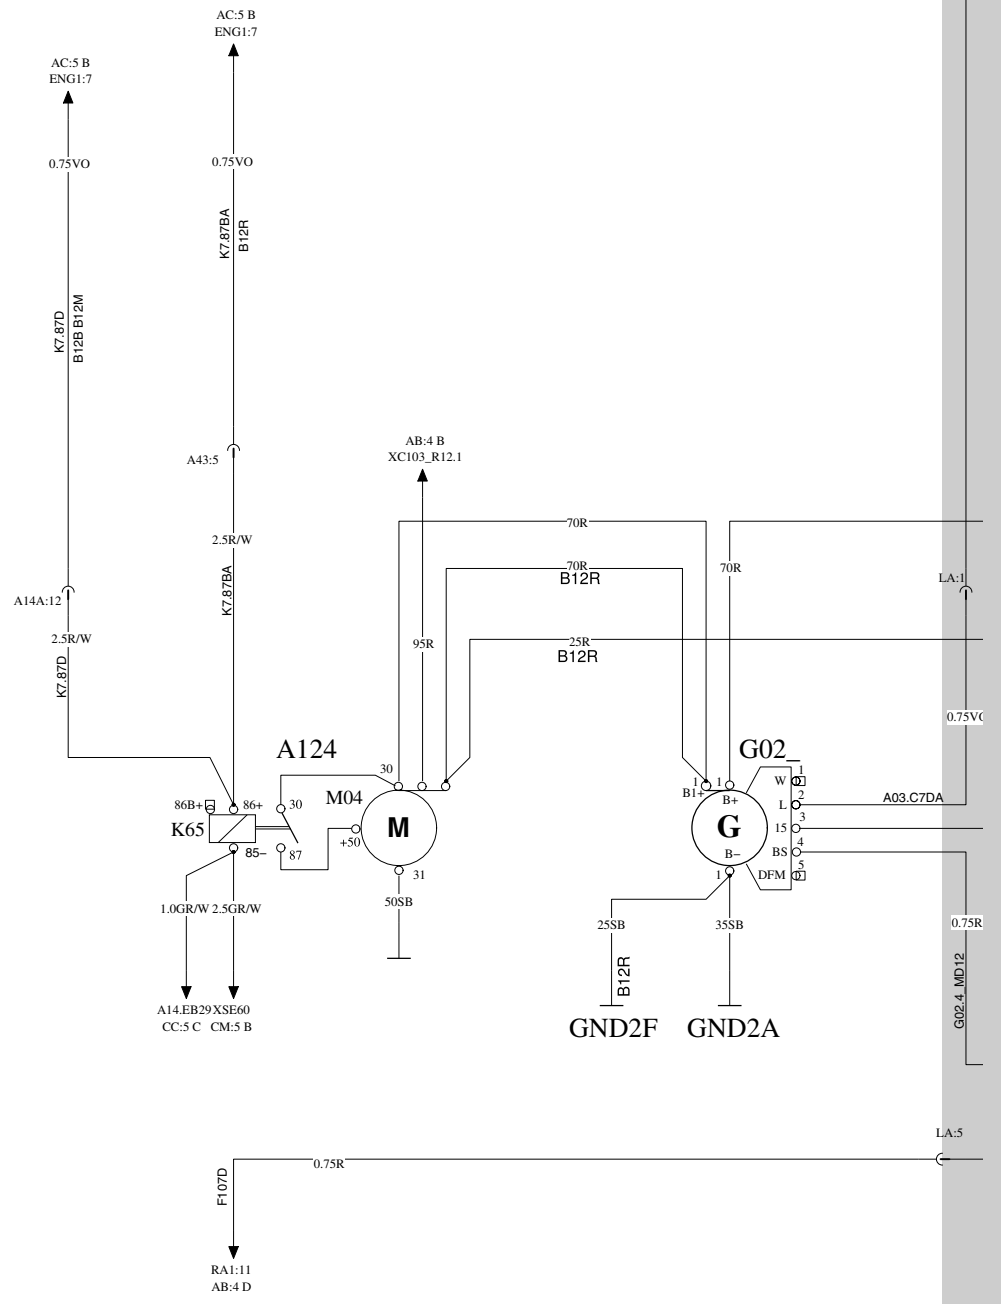 AC:5 B
ENG1:7
AC:5 B
ENG1:7
0.75VO
0.75VO
K7.87BA
B12R
K7.87D
B12B B12M
AB:4 B
XC103_R12.1
A43:5
70R
2.5R/W
70R
B12R
70R
K7.87BA
LA:1
A14A:12
2.5R/W
95R
25R
B12R
K7.87D
0.75VO
A124
G02_
30
1
1
1
W
B1+
B+
86B+
86+
30
M04
2
L
A03.C7DA
K65
M
G
3
15
+50
4
85–
87
B–
BS
5
31
1
DFM
50SB
1.0GR/W
2.5GR/W
25SB
35SB
0.75R
B12R
G02.4_MD12
A14.EB29
XSE60
CC:5 C
CM:5 B
GND2F
GND2A
LA:5
0.75R
F107D
RA1:11
AB:4 D